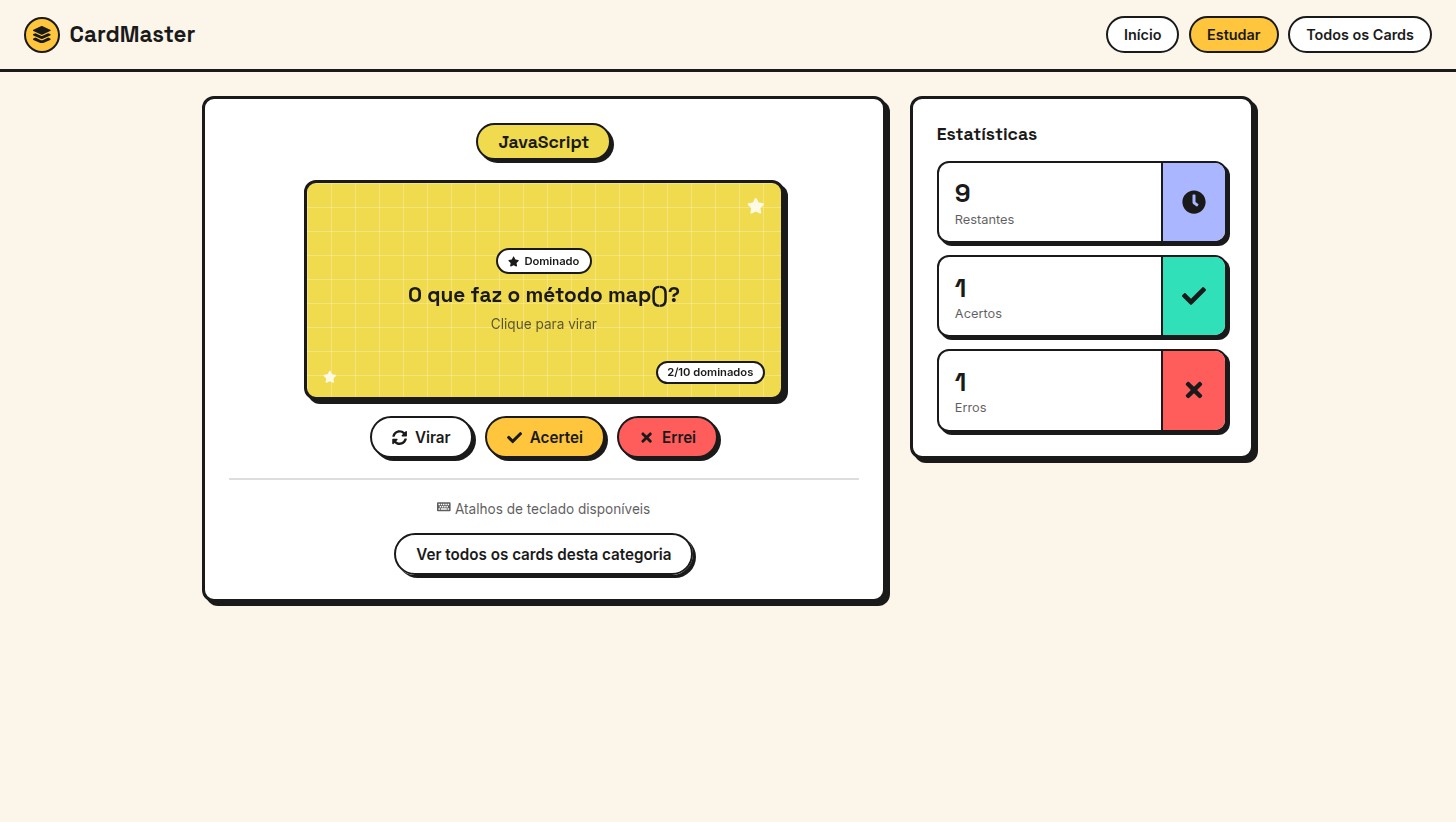 CardMaster
Início
Estudar
Todos os Cards
JavaScript
Dominado
O que faz o método map()?
Clique para virar
2/10 dominados
Virar
Acertei
Errei
Atalhos de teclado disponíveis
Ver todos os cards desta categoria
Estatísticas
9
Restantes
1
Acertos
1
Erros